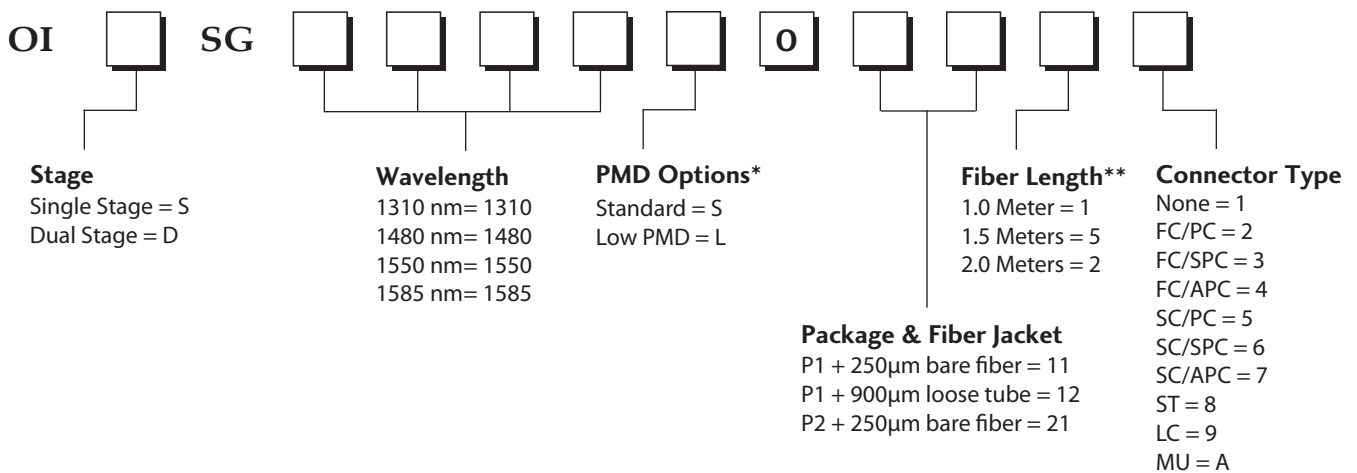 OI SG 0
Stage
Single Stage = S
Dual Stage = D
Wavelength
1310 nm= 1310
1480 nm= 1480
1550 nm= 1550
1585 nm= 1585
PMD Options*
Standard = S
Low PMD = L
Package & Fiber Jacket
P1 + 250µm bare fiber = 11
P1 + 900µm loose tube = 12
P2 + 250µm bare fiber = 21
Fiber Length**
1.0 Meter = 1
1.5 Meters = 5
2.0 Meters = 2
Connector Type
None = 1
FC/PC = 2
FC/SPC = 3
FC/APC = 4
SC/PC = 5
SC/SPC = 6
SC/APC = 7
ST = 8
LC = 9
MU = A